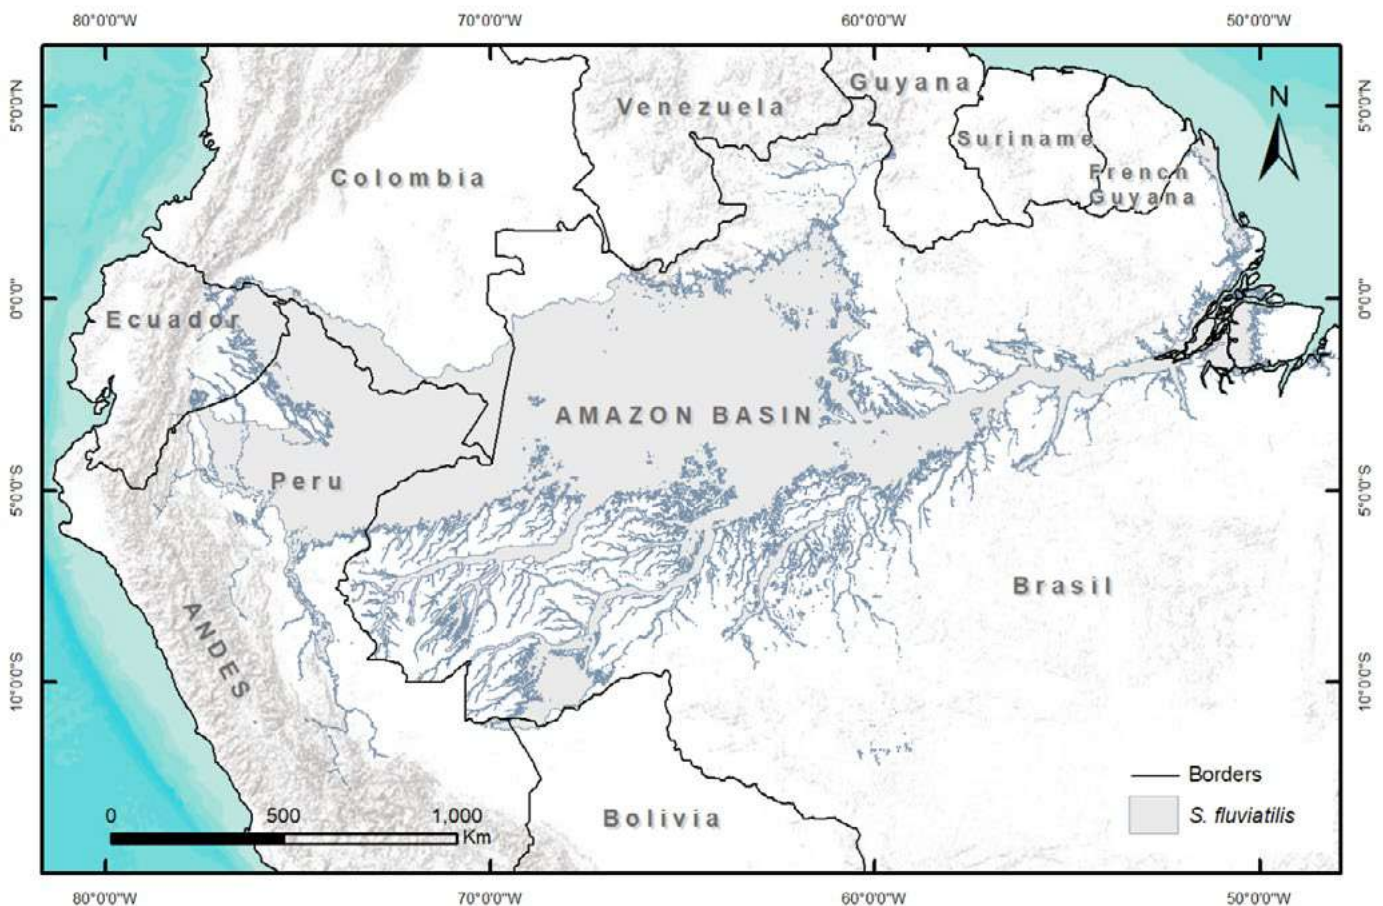 80°0'0"W 70°0'0"W 60°0'0"W 50°0'0"W
5°0'0"N
5°0'0"N
N
Venezuela
Guyana
Suriname
French
Guyana
Colombia
0°0'0"
0°0'0"
Ecuador
AMAZON BASIN
Peru
5°0'0"S
5°0'0"S
Brasil
ANDES
10°0'0"S
10°0'0"S
Bolivia
Borders
S. fluviatilis
0 500 1,000
Km
80°0'0"W 70°0'0"W 60°0'0"W 50°0'0"W